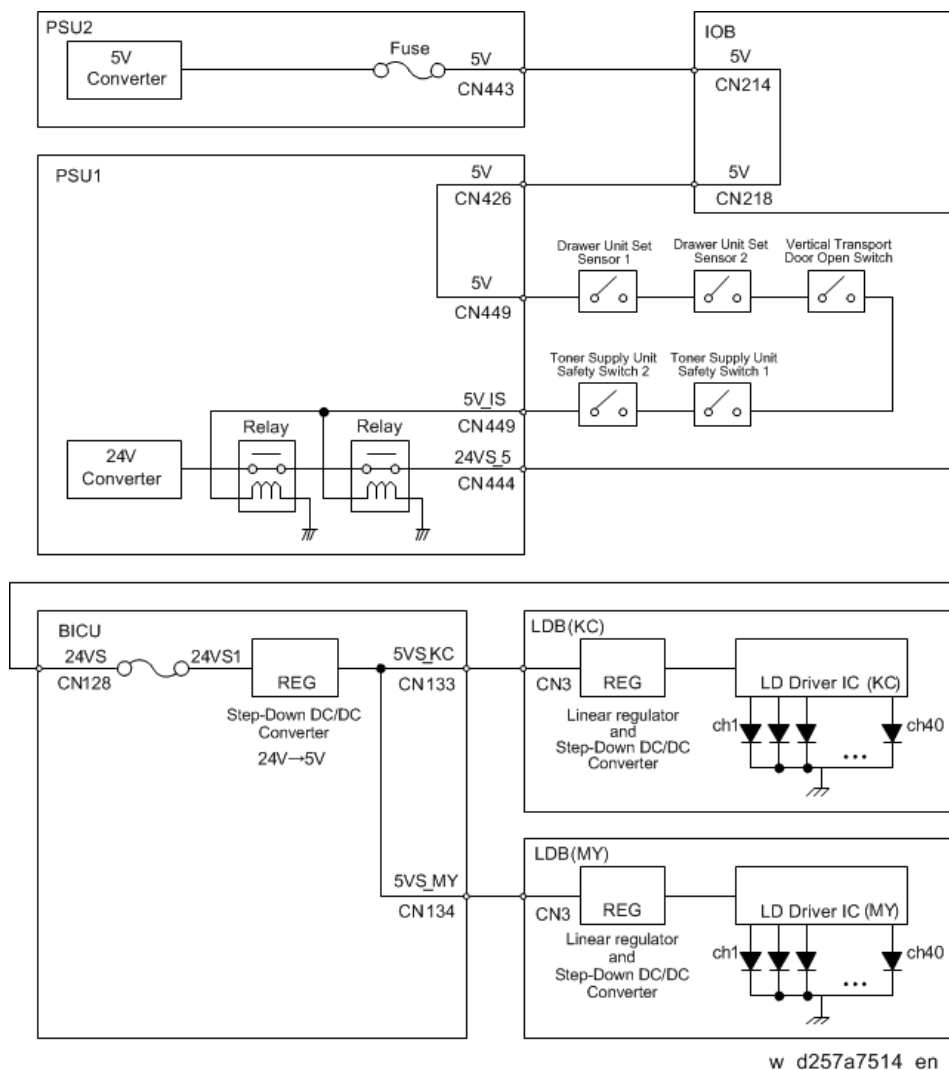 PSU2
5V
Converter
Fuse
5V
CN443
IOB
5V
CN214
5V
CN218
PSU1
5V
CN426
5V
CN449
Drawer Unit Set
Sensor 1
Drawer Unit Set
Sensor 2
Vertical Transport
Door Open Switch
Toner Supply Unit
Safety Switch 2
Toner Supply Unit
Safety Switch 1
5V_IS
CN449
Relay
Relay
24V
Converter
24VS_5
CN444
BICU
24VS
CN128
24VS1
REG
Step-Down DC/DC
Converter
24V→5V
5VS_KC
CN133
5VS_MY
CN134
LDB(KC)
CN3
REG
Linear regulator
and
Step-Down DC/DC
Converter
LD Driver IC (KC)
ch1
ch40
•••
LDB(MY)
CN3
REG
Linear regulator
and
Step-Down DC/DC
Converter
LD Driver IC (MY)
ch1
ch40
•••
w_d257a7514_en